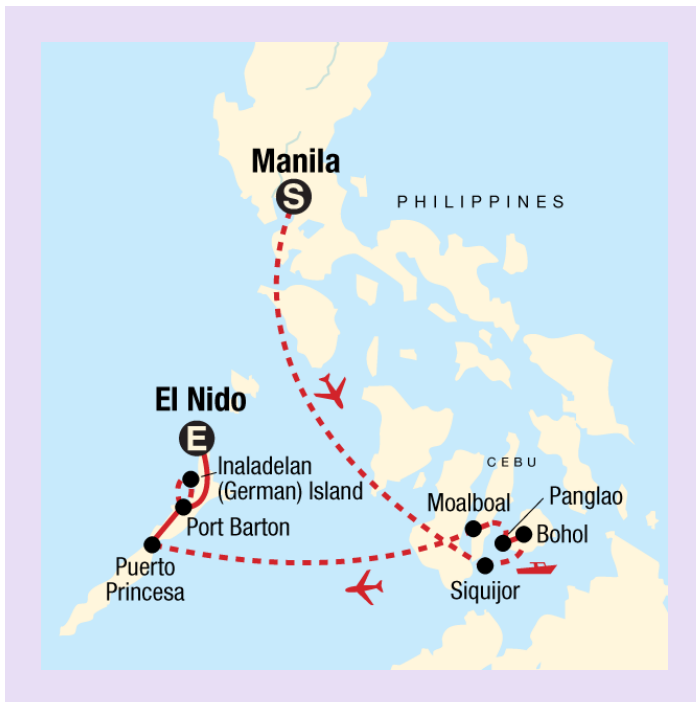 Manila
S
PHILIPPINES
El Nido
E
Inaladelan
(German) Island
Port Barton
Puerto
Princesa
CEBU
Moalboal
Panglao
Bohol
Siquijor